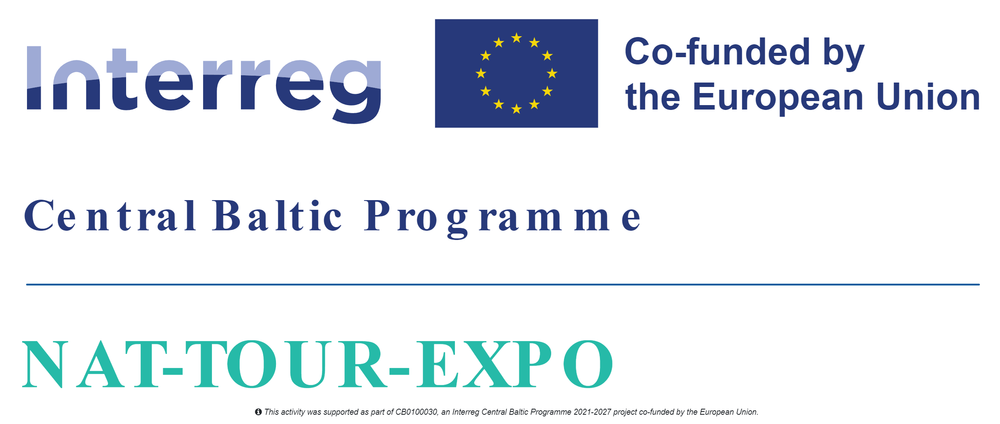 Interreg
Co-funded by
the European Union
Central Baltic Programme
NAT-TOUR-EXPO
This activity was supported as part of CB0100030, an Interreg Central Baltic Programme 2021-2027 project co-funded by the European Union.